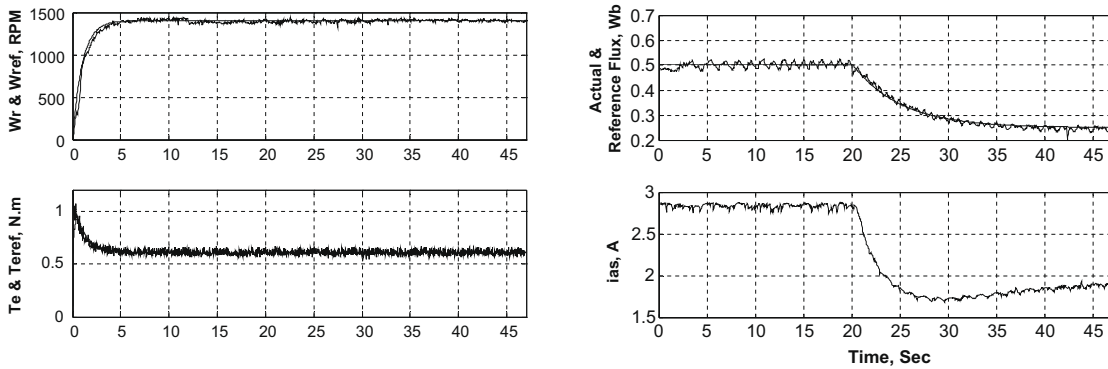 Wr & Wref, RPM
1500
1000
500
0
0 5 10 15 20 25 30 35 40 45
Te & Teref, N.m
1
0.5
0
0 5 10 15 20 25 30 35 40 45
Actual &
Reference Flux, Wb
0.7
0.6
0.5
0.4
0.3
0.2
0 5 10 15 20 25 30 35 40 45
ias, A
3
2.5
2
1.5
0 5 10 15 20 25 30 35 40 45
Time, Sec